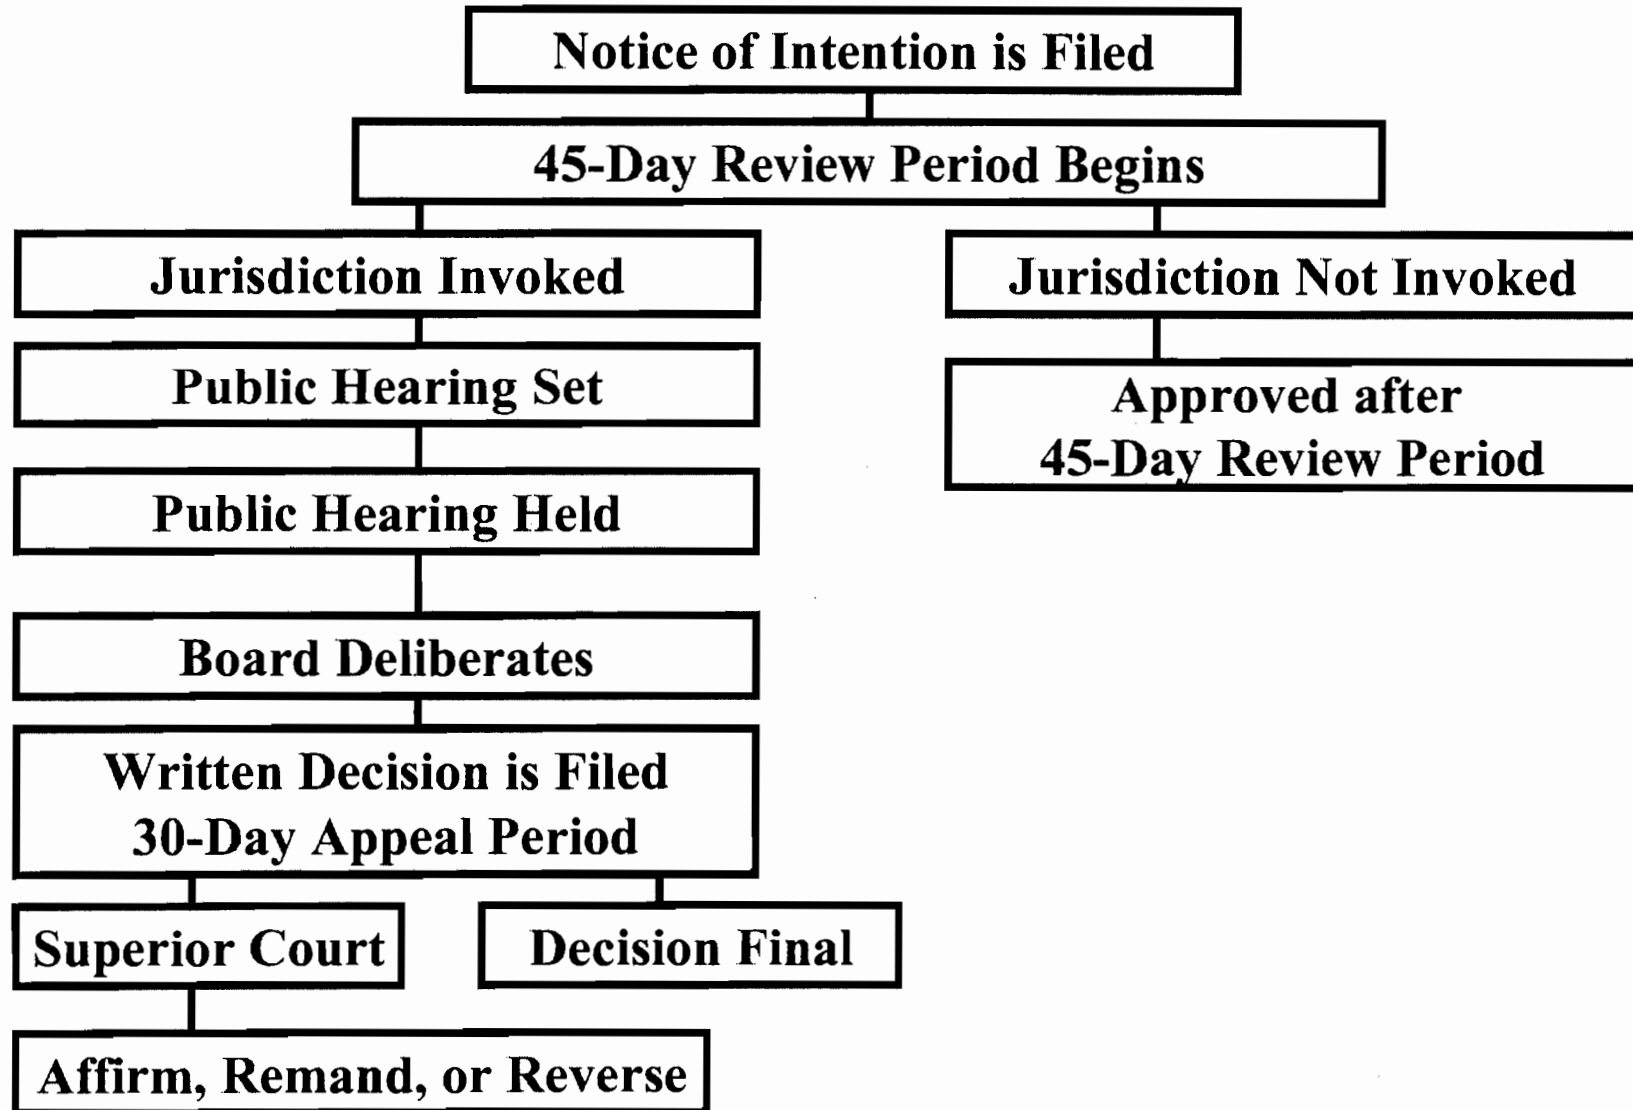 Notice of Intention is Filed
45-Day Review Period Begins
Jurisdiction Invoked
Jurisdiction Not Invoked
Public Hearing Set
Approved after
45-Day Review Period
Public Hearing Held
Board Deliberates
Written Decision is Filed
30-Day Appeal Period
Superior Court
Decision Final
Affirm, Remand, or Reverse